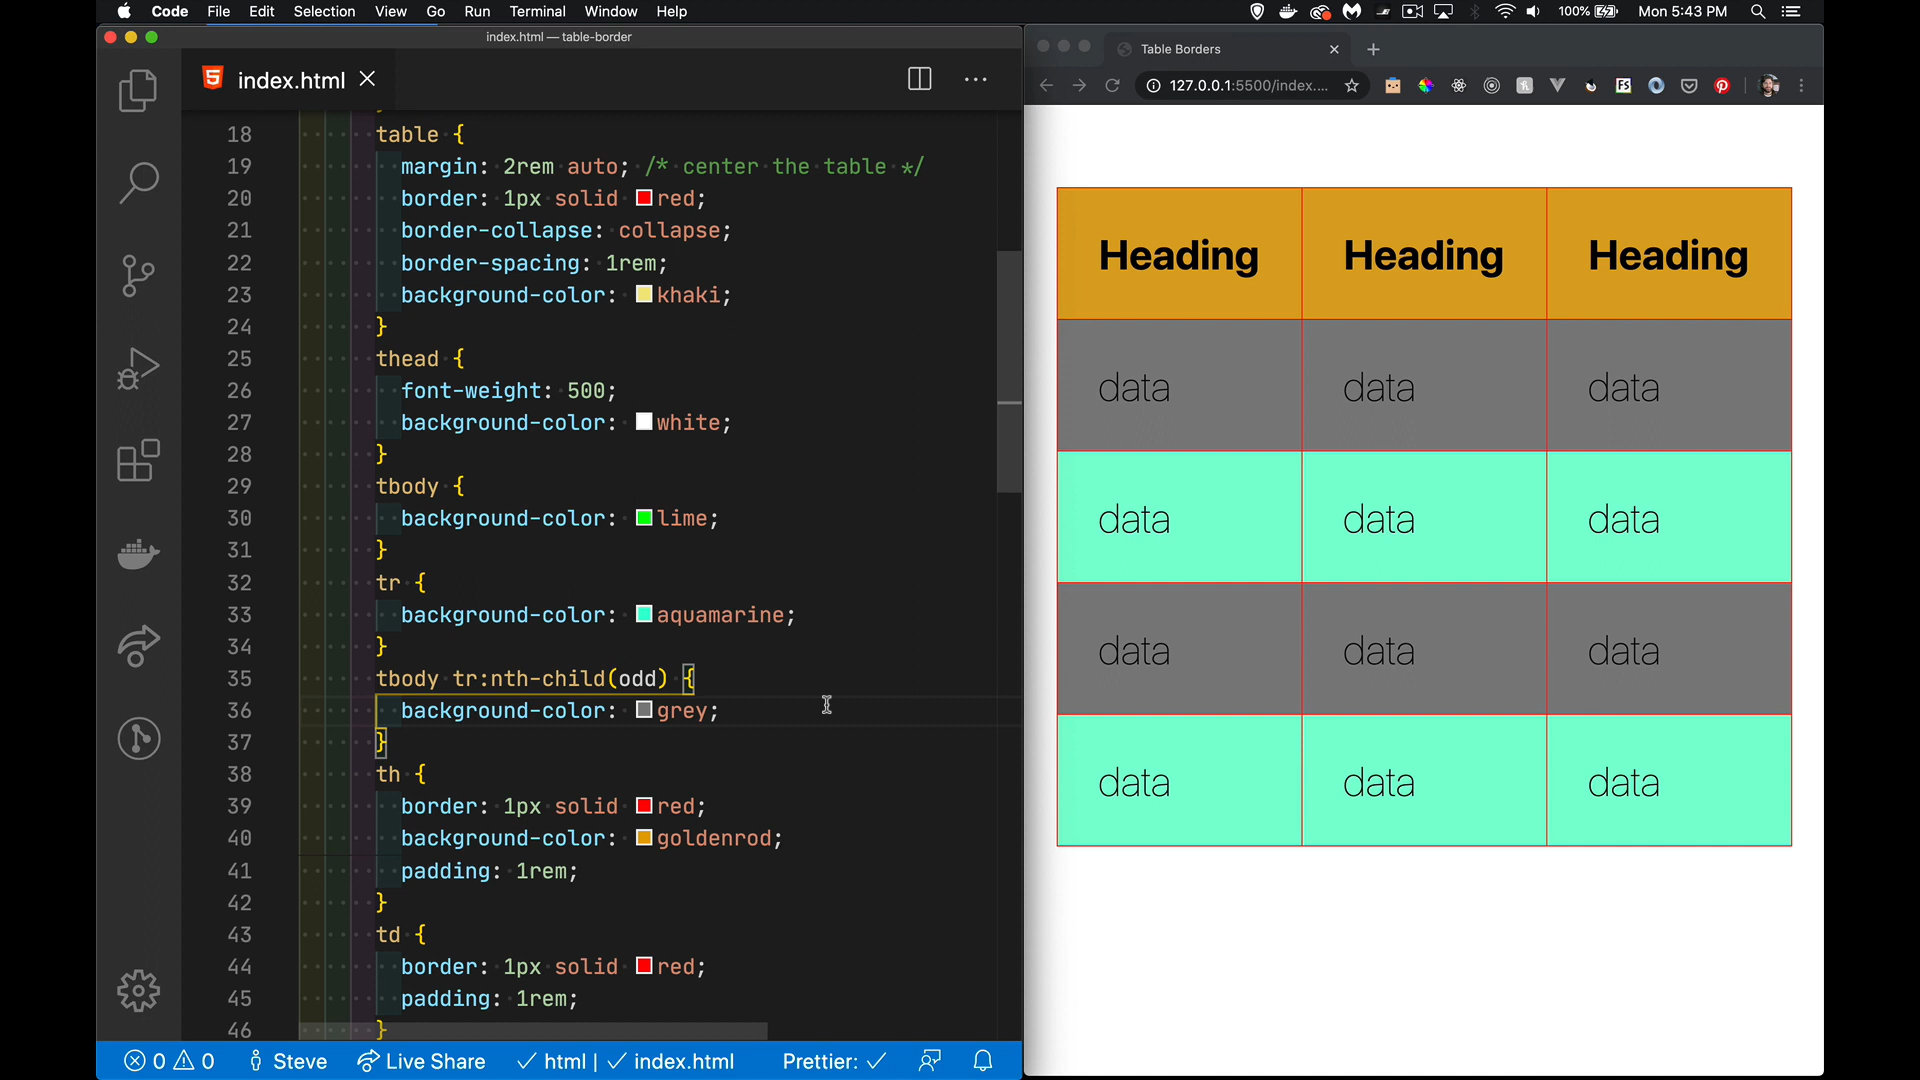 Code File Edit Selection View Go Run Terminal Window Help
100% Mon 5:43 PM
index.html — table-border
index.html
18 table {
19 margin: 2rem auto; /* center the table */
20 border: 1px solid red;
21 border-collapse: collapse;
22 border-spacing: 1rem;
23 background-color: khaki;
24 }
25 thead {
26 font-weight: 500;
27 background-color: white;
28 }
29 tbody {
30 background-color: lime;
31 }
32 tr {
33 background-color: aquamarine;
34 }
35 tbody tr:nth-child(odd) {
36 background-color: grey;
37 }
38 th {
39 border: 1px solid red;
40 background-color: goldenrod;
41 padding: 1rem;
42 }
43 td {
44 border: 1px solid red;
45 padding: 1rem;
46 }
0 0 Steve Live Share html | index.html Prettier:
Table Borders
127.0.0.1:5500/index....
FS
Heading Heading Heading
data data data
data data data
data data data
data data data